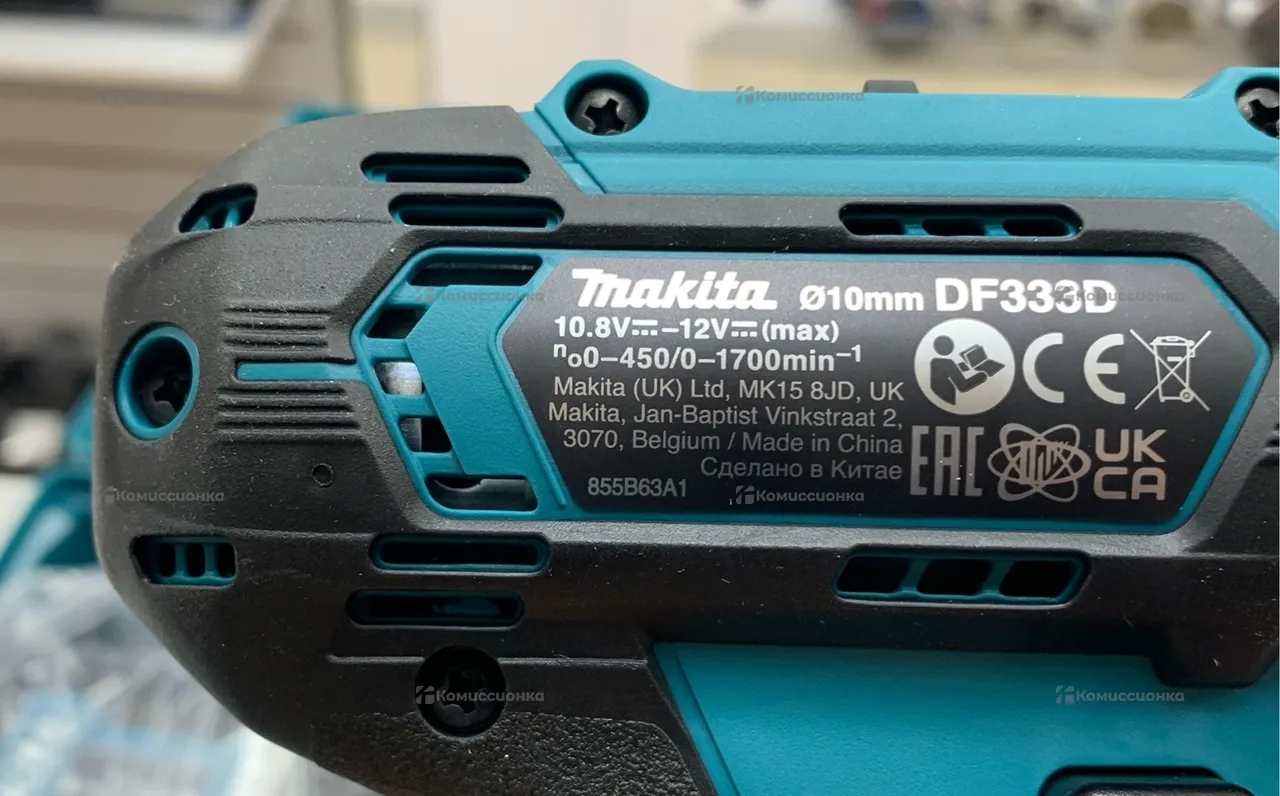 Комиссионка
makita Ø10mm DF333D
Комиссионка Комиссионка
10.8V⎓–12V⎓(max)
no0–450/0–1700min⁻¹
Makita (UK) Ltd, MK15 8JD, UK
Makita, Jan-Baptist Vinkstraat 2,
3070, Belgium / Made in China
Сделано в Китае
855B63A1
CE
EAC
UK
CA
Комиссионка Комиссионка
Комиссионка Комиссионка